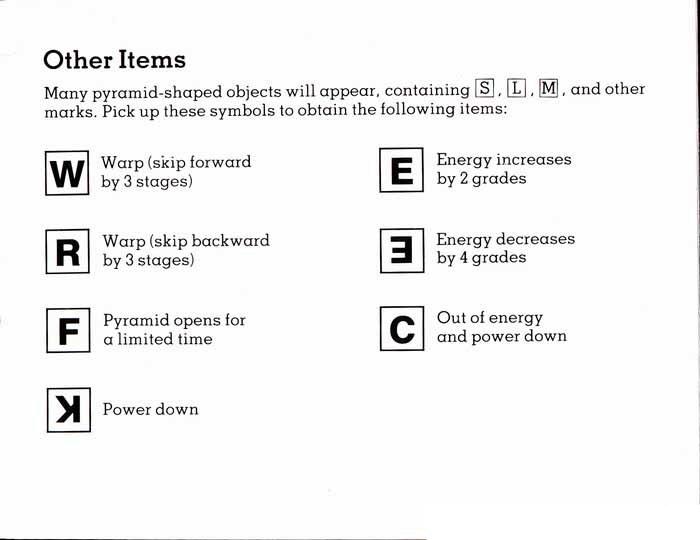 Other Items
Many pyramid-shaped objects will appear, containing S, L, M, and other
marks. Pick up these symbols to obtain the following items:
W Warp (skip forward
by 3 stages)
R Warp (skip backward
by 3 stages)
F Pyramid opens for
a limited time
K Power down
E Energy increases
by 2 grades
E Energy decreases
by 4 grades
C Out of energy
and power down